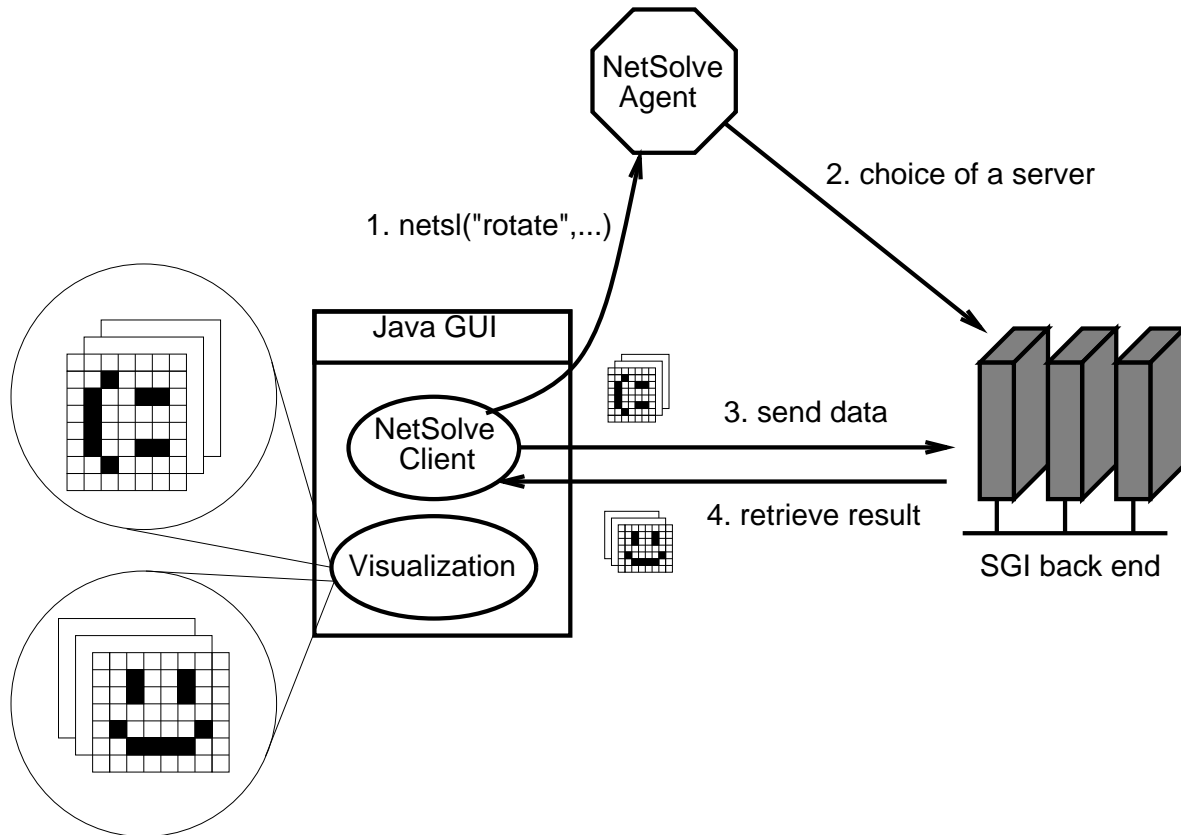 NetSolve
Agent
2. choice of a server
1. netsl("rotate",...)
Java GUI
NetSolve
Client
3. send data
4. retrieve result
Visualization
SGI back end